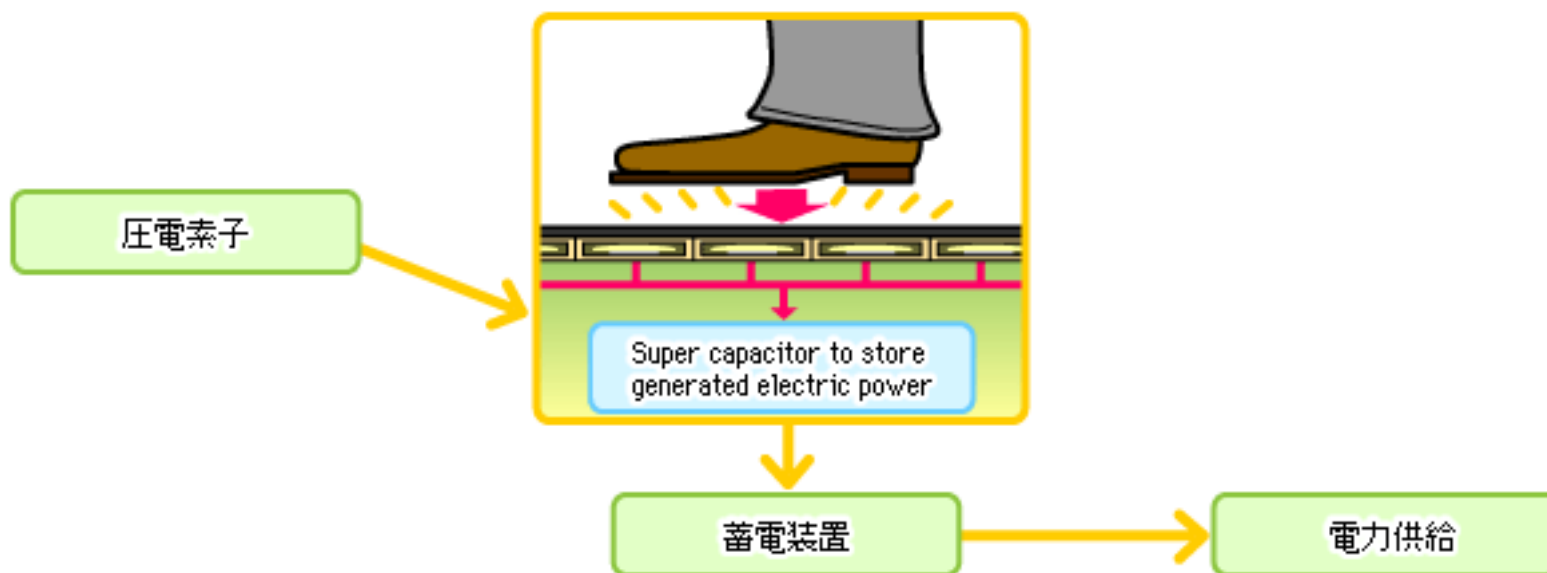 圧電素子
Super capacitor to store
generated electric power
蓄電装置
電力供給